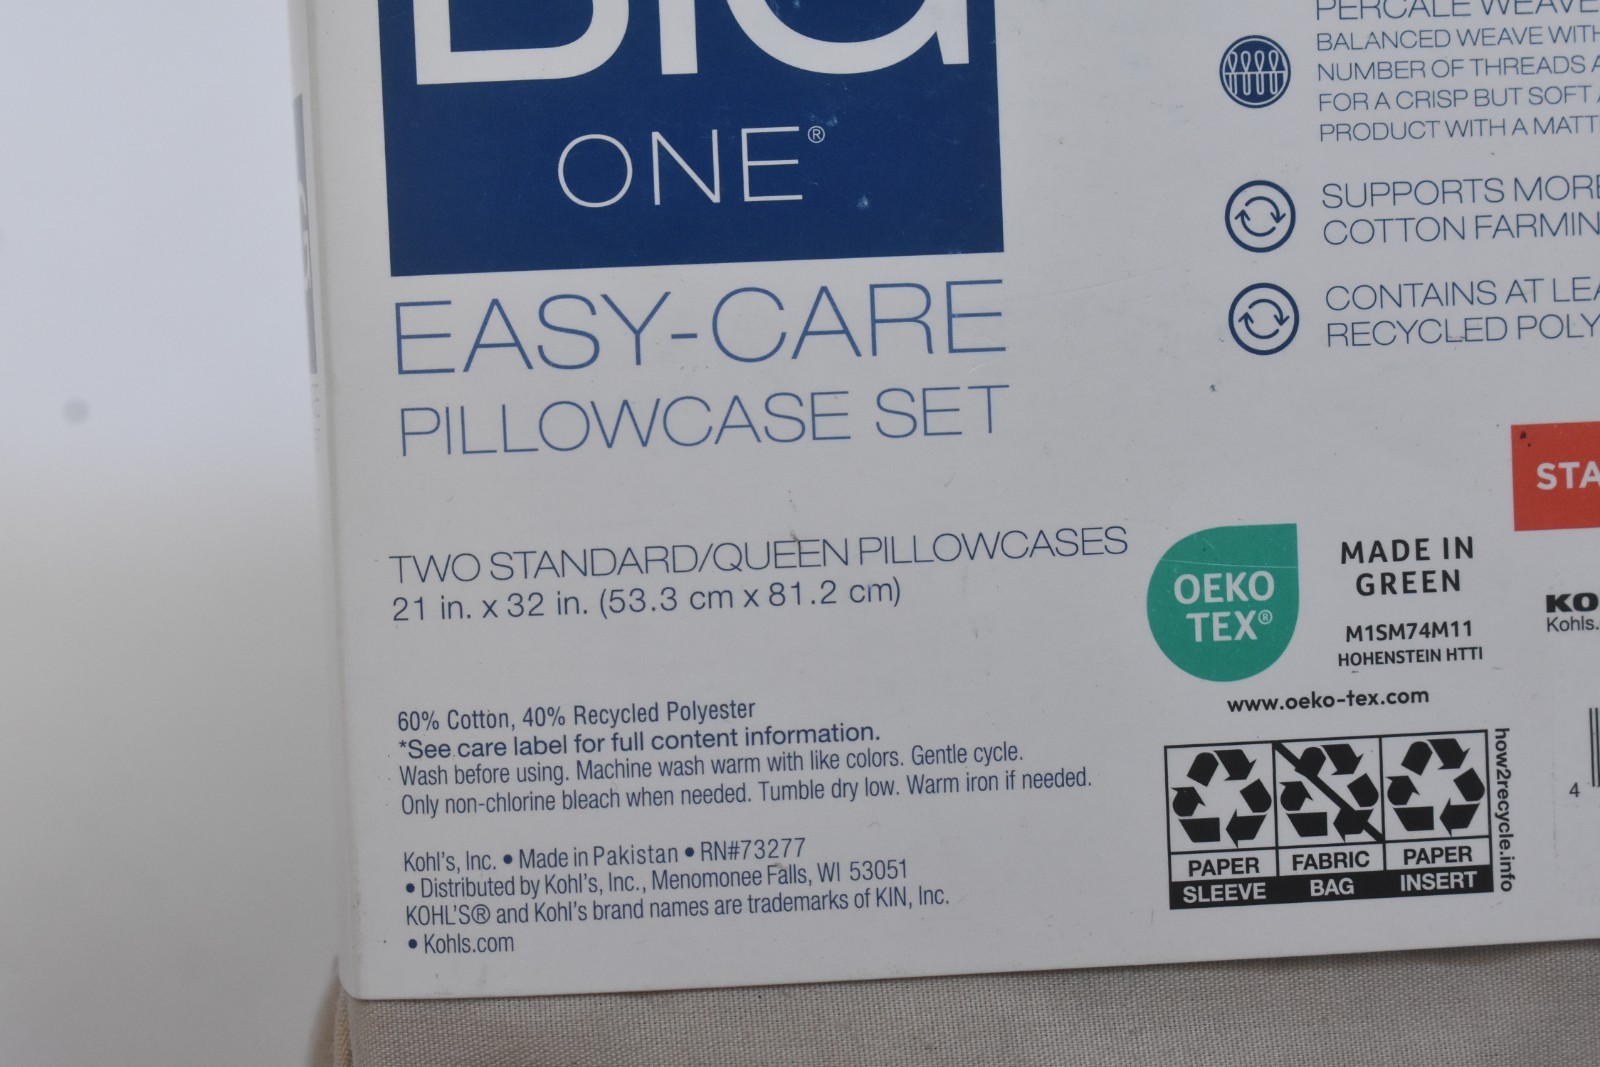 BIG
ONE®
EASY-CARE
PILLOWCASE SET
TWO STANDARD/QUEEN PILLOWCASES
21 in. x 32 in. (53.3 cm x 81.2 cm)
60% Cotton, 40% Recycled Polyester
*See care label for full content information.
Wash before using. Machine wash warm with like colors. Gentle cycle.
Only non-chlorine bleach when needed. Tumble dry low. Warm iron if needed.
Kohl's, Inc. • Made in Pakistan • RN#73277
• Distributed by Kohl's, Inc., Menomonee Falls, WI 53051
KOHL'S® and Kohl's brand names are trademarks of KIN, Inc.
• Kohls.com
PERCALE WEAVE
BALANCED WEAVE WITH
NUMBER OF THREADS A
FOR A CRISP BUT SOFT A
PRODUCT WITH A MATT
SUPPORTS MORE
COTTON FARMIN
CONTAINS AT LEA
RECYCLED POLY
STA
OEKO
TEX®
MADE IN
GREEN
M1SM74M11
HOHENSTEIN HTTI
www.oeko-tex.com
KO
Kohls.
PAPER
SLEEVE
FABRIC
BAG
PAPER
INSERT
how2recycle.info
4